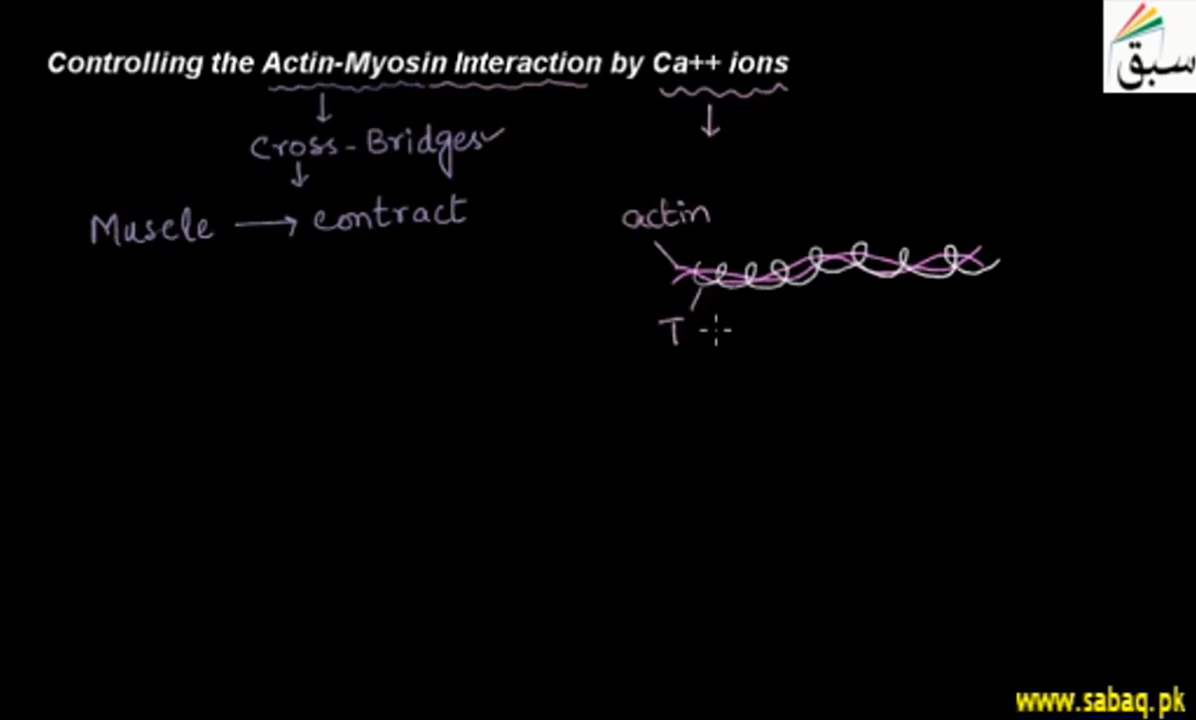 Controlling the Actin-Myosin Interaction by Ca++ ions
سبق
Cross-Bridges
Muscle → contract
actin
T
www.sabaq.pk